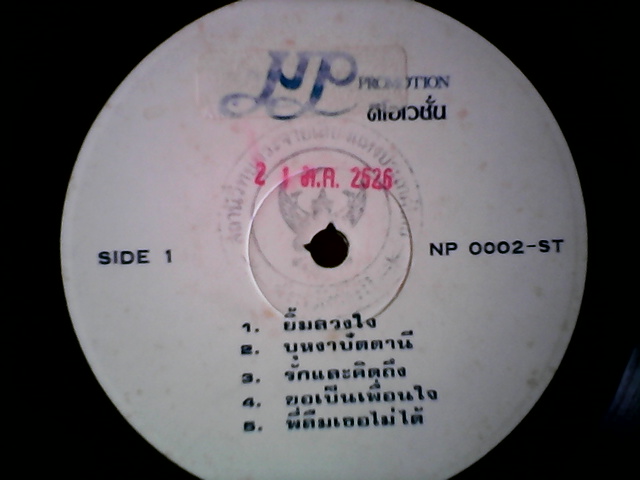 NP PROMOTION
ดีโอเวชั่น
2 1 ต.ค. 2526
SIDE 1
NP 0002-ST
1. ยิ้มลวงใจ
2. บุหงาปัตตานี
3. รักและคิดถึง
4. ขอเป็นเพื่อนใจ
5. พี่ลืมเธอไม่ได้